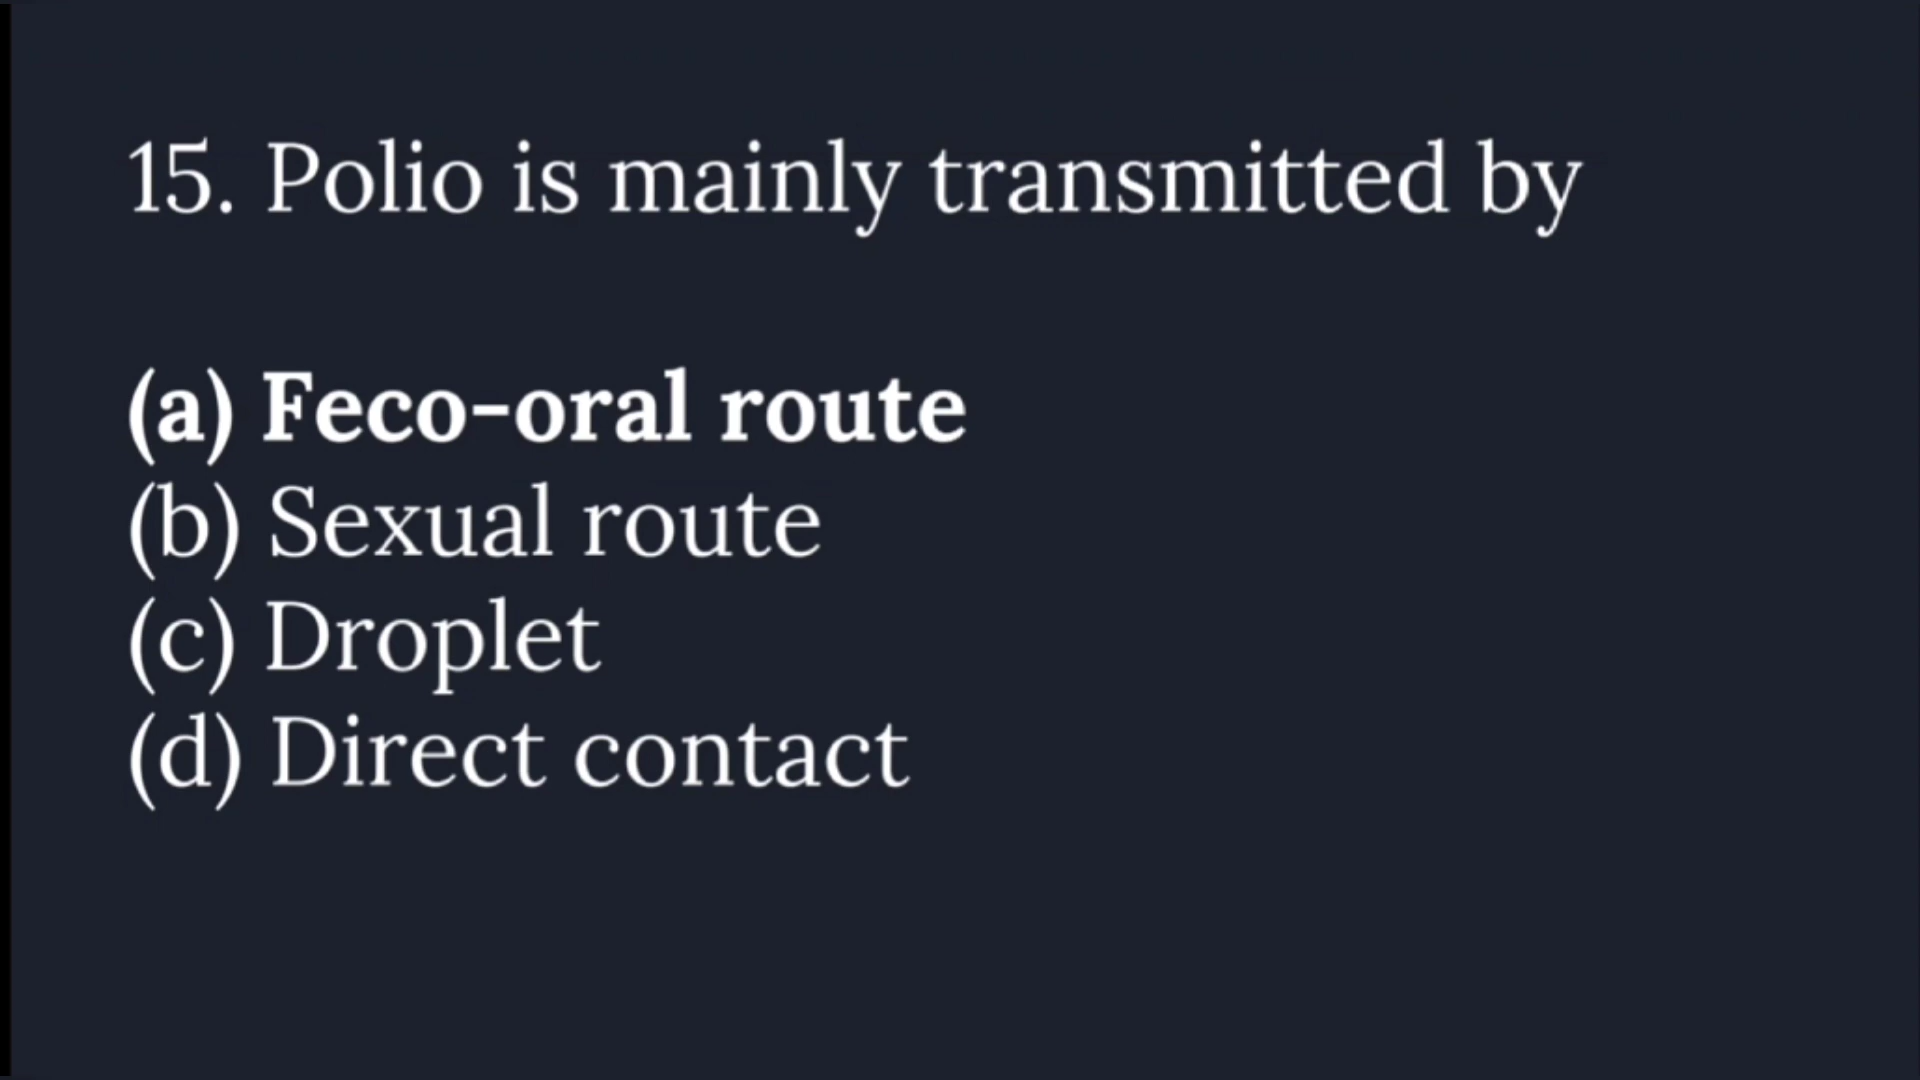 15. Polio is mainly transmitted by
(a) Feco-oral route
(b) Sexual route
(c) Droplet
(d) Direct contact